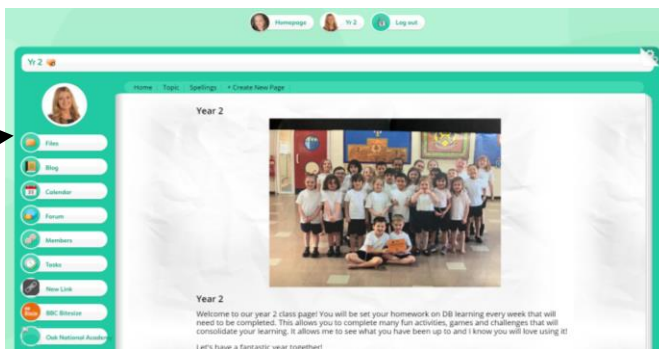 Homepage
Yr 2
Log out
Yr 2
Home
Topic
Spellings
+ Create New Page
Files
Blog
Calendar
Forum
Members
Tasks
New Link
BBC Bitesize
Oak National Academy
Year 2
Year 2
Welcome to our year 2 class page! You will be set your homework on DB learning every week that will
need to be completed. This allows you to complete many fun activities, games and challenges that will
consolidate your learning. It allows me to see what you have been up to and I know you will love using it!
Let's have a fantastic year together!